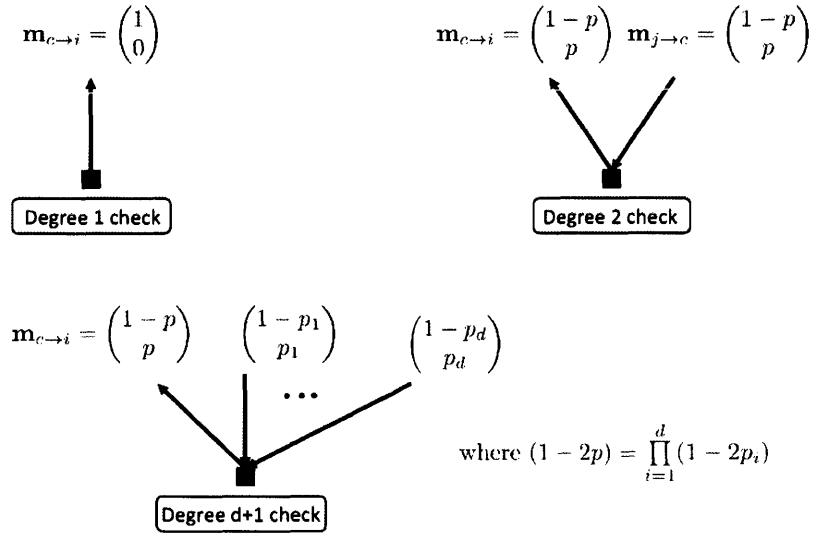 m_{c→i} = (1 0)
m_{c→i} = (1 − p p) m_{j→c} = (1 − p p)
Degree 1 check
Degree 2 check
m_{c→i} = (1 − p p) (1 − p_1 p_1) (1 − p_d p_d)
•••
where (1 − 2p) = ∏_{i=1}^{d} (1 − 2p_i)
Degree d+1 check